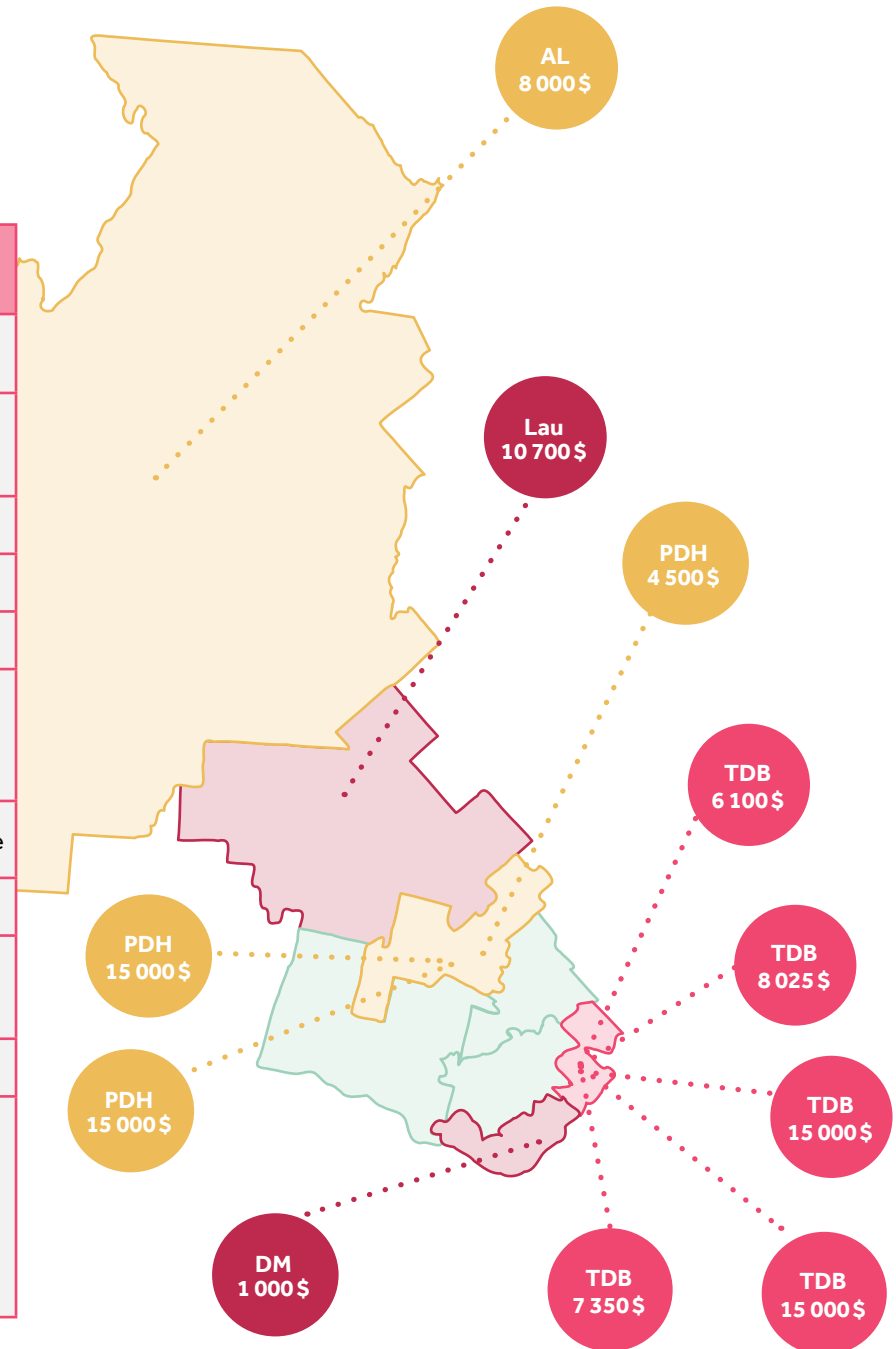 AL
8 000 $
Lau
10 700 $
PDH
4 500 $
TDB
6 100 $
e
PDH
15 000 $
TDB
8 025 $
PDH
15 000 $
TDB
15 000 $
DM
1 000 $
TDB
7 350 $
TDB
15 000 $